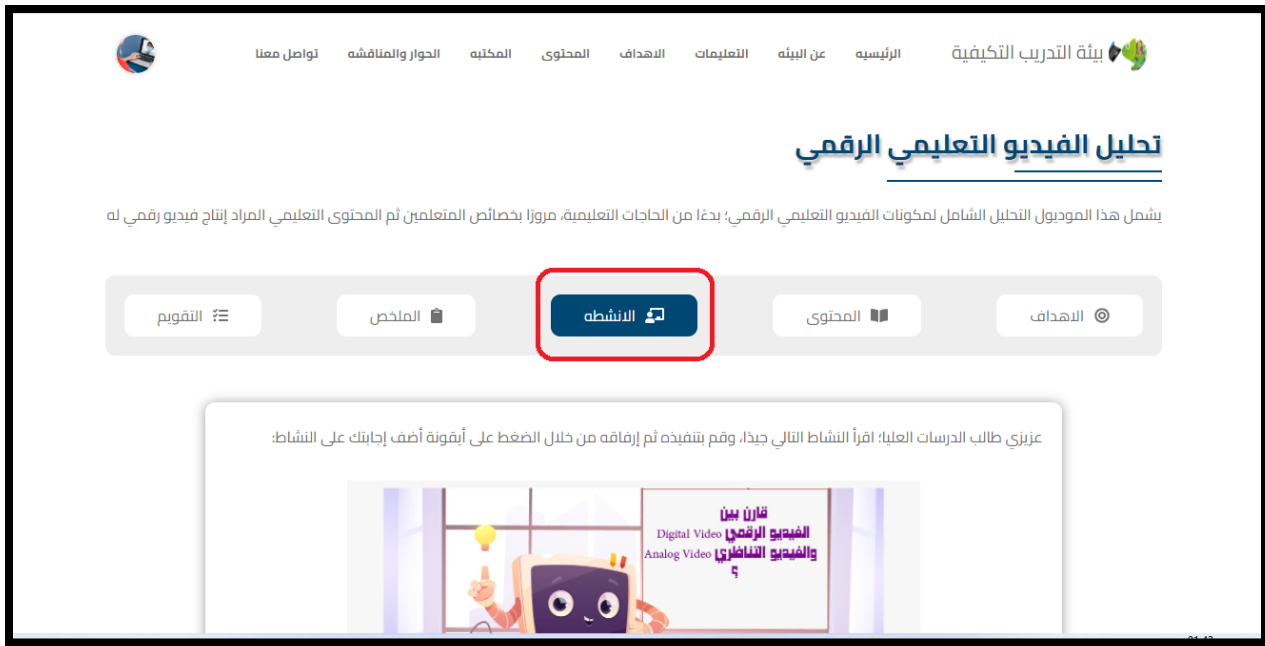 بيئة التدريب التكيفية
الرئيسيه
عن البيئه
التعليمات
الاهداف
المحتوى
المكتبه
الحوار والمناقشه
تواصل معنا
تحليل الفيديو التعليمي الرقمي
يشمل هذا الموديول التحليل الشامل لمكونات الفيديو التعليمي الرقمي؛ بدءًا من الحاجات التعليمية، مرورًا بخصائص المتعلمين ثم المحتوى التعليمي المراد إنتاج فيديو رقمي له
الاهداف
المحتوى
الانشطه
الملخص
التقويم
عزيزي طالب الدرسات العليا؛ اقرأ النشاط التالي جيدًا، وقم بتنفيذه ثم إرفاقه من خلال الضغط على أيقونة أضف إجابتك على النشاط:
قارن بين
الفيديو الرقمي Digital Video
والفيديو التناظري Analog Video
؟